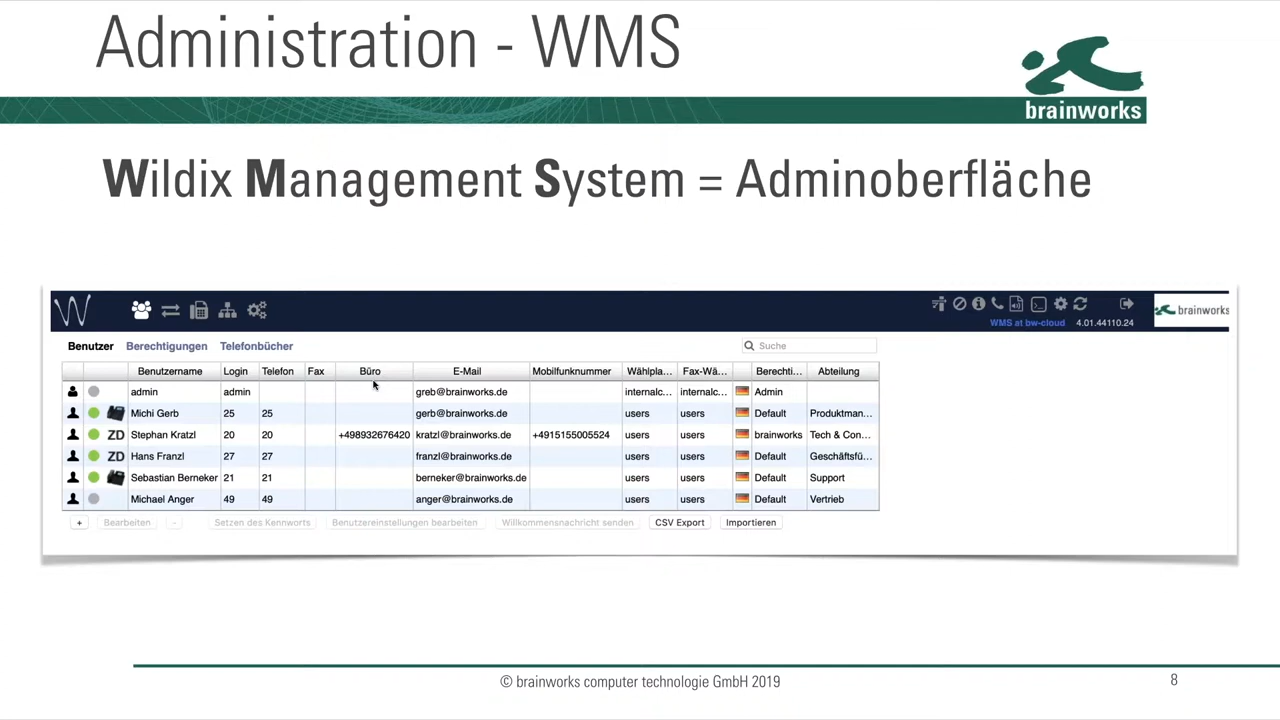 Administration - WMS
brainworks
Wildix Management System = Adminoberfläche
brainworks
WMS at bw-cloud 4.01.44110.24
Benutzer Berechtigungen Telefonbücher Suche
Benutzername Login Telefon Fax Büro E-Mail Mobilfunknummer Wählpla... Fax-Wä... Berechti... Abteilung
admin admin greb@brainworks.de internalc... internalc... Admin
Michi Gerb 25 25 gerb@brainworks.de users users Default Produktman...
ZD Stephan Kratzl 20 20 +498932676420 kratzl@brainworks.de +4915155005524 users users brainworks Tech & Con...
ZD Hans Franzl 27 27 franzl@brainworks.de users users Default Geschäftsfü...
Sebastian Berneker 21 21 berneker@brainworks.de users users Default Support
Michael Anger 49 49 anger@brainworks.de users users Default Vertrieb
+ Bearbeiten - Setzen des Kennworts Benutzereinstellungen bearbeiten Willkommensnachricht senden CSV Export Importieren
© brainworks computer technologie GmbH 2019
8